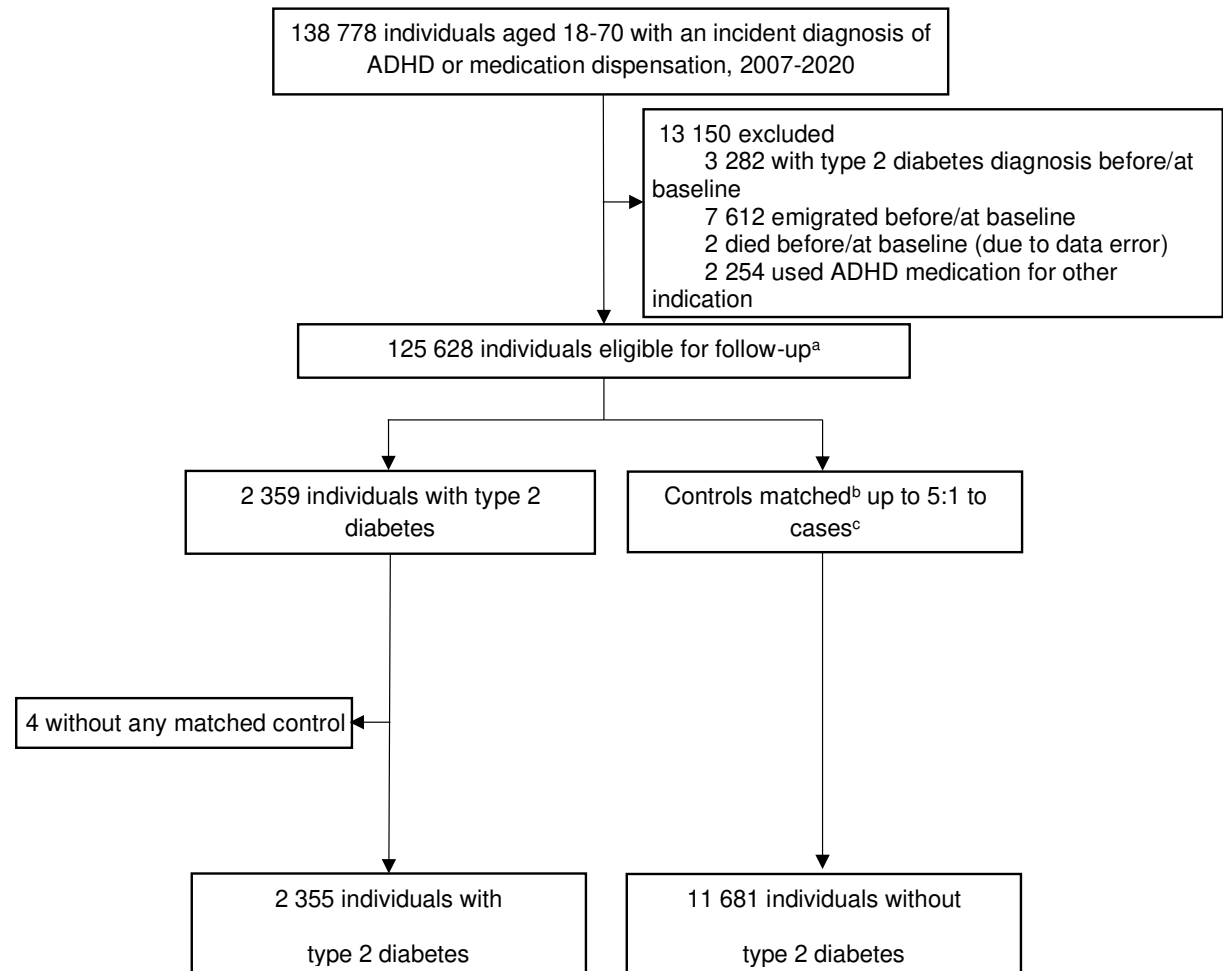 138 778 individuals aged 18-70 with an incident diagnosis of
ADHD or medication dispensation, 2007-2020
13 150 excluded
3 282 with type 2 diabetes diagnosis before/at
baseline
7 612 emigrated before/at baseline
2 died before/at baseline (due to data error)
2 254 used ADHD medication for other
indication
125 628 individuals eligible for follow-upᵃ
2 359 individuals with type 2
diabetes
Controls matchedᵇ up to 5:1 to
casesᶜ
4 without any matched control
2 355 individuals with
type 2 diabetes
11 681 individuals without
type 2 diabetes